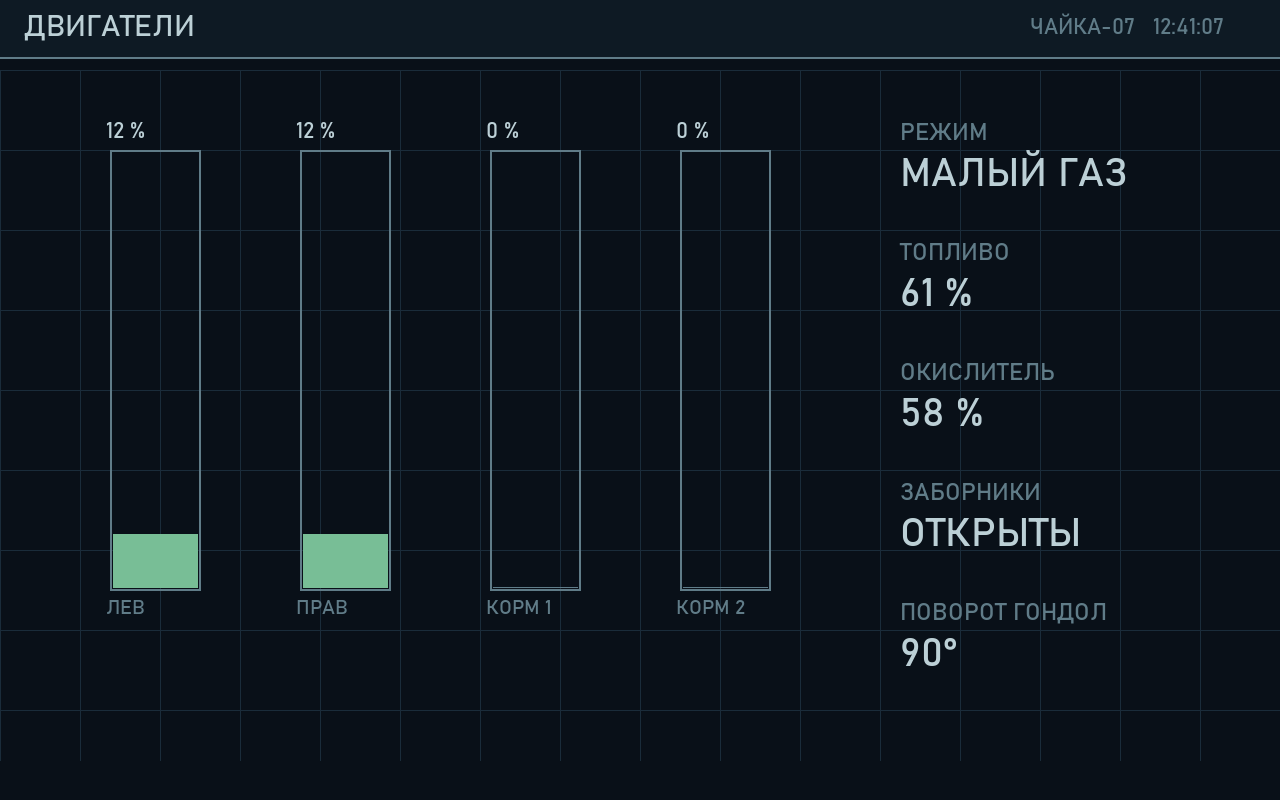 ДВИГАТЕЛИ
ЧАЙКА-07 12:41:07
12 % 12 % 0 % 0 %
ЛЕВ ПРАВ КОРМ 1 КОРМ 2
РЕЖИМ
МАЛЫЙ ГАЗ
ТОПЛИВО
61 %
ОКИСЛИТЕЛЬ
58 %
ЗАБОРНИКИ
ОТКРЫТЫ
ПОВОРОТ ГОНДОЛ
90°